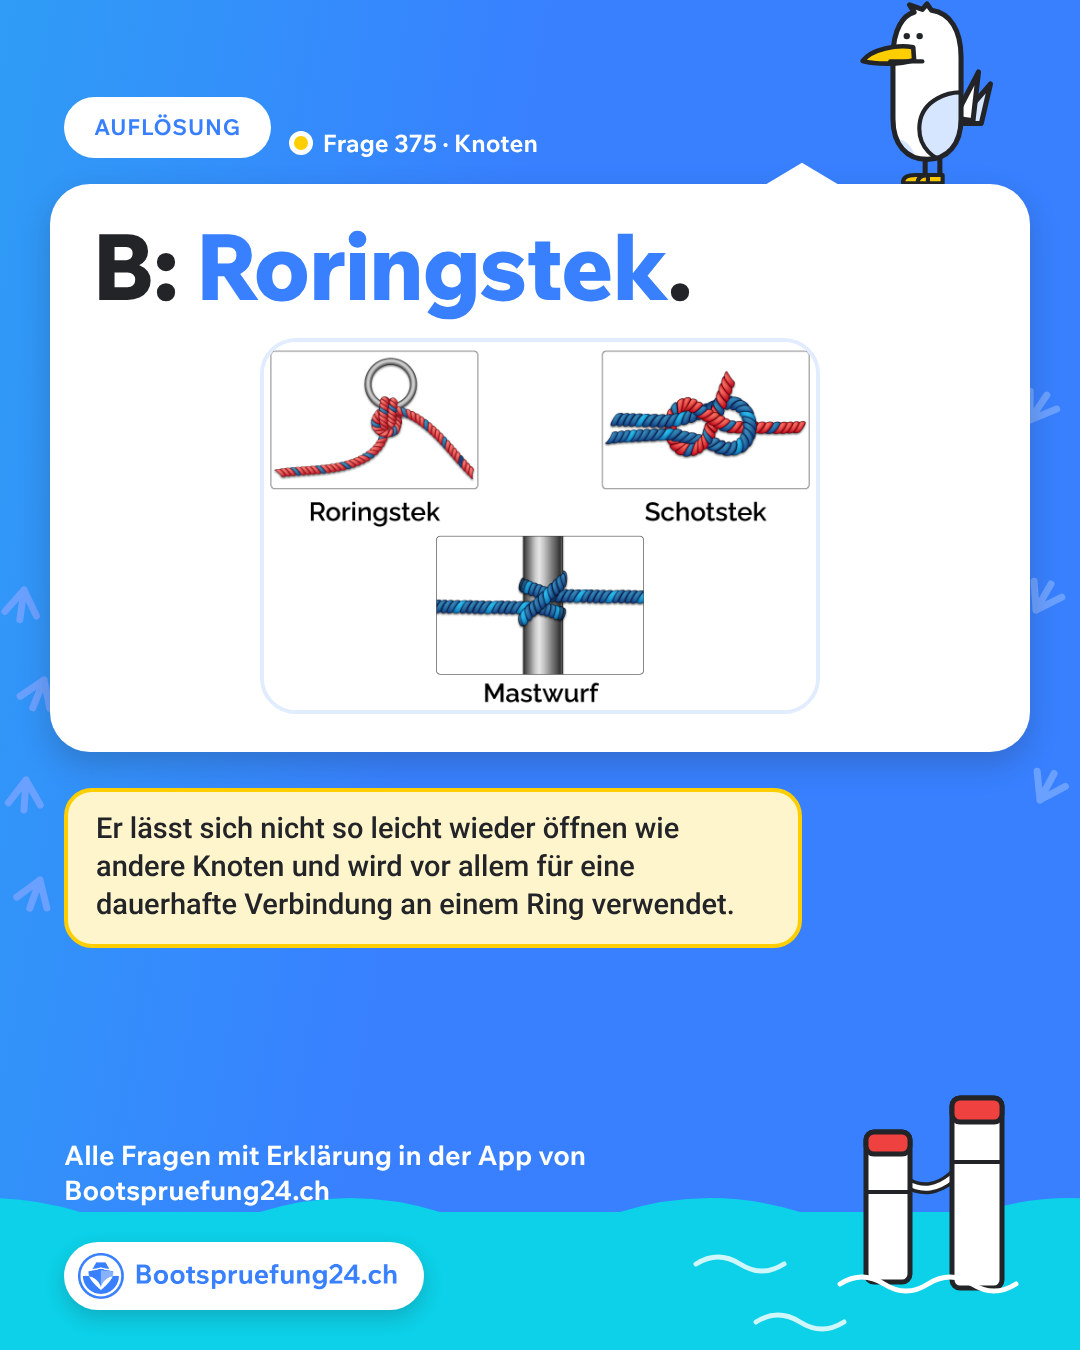 AUFLÖSUNG
Frage 375 · Knoten
B: Roringstek.
Roringstek
Schotstek
Mastwurf
Er lässt sich nicht so leicht wieder öffnen wie
andere Knoten und wird vor allem für eine
dauerhafte Verbindung an einem Ring verwendet.
Alle Fragen mit Erklärung in der App von
Bootspruefung24.ch
Bootspruefung24.ch